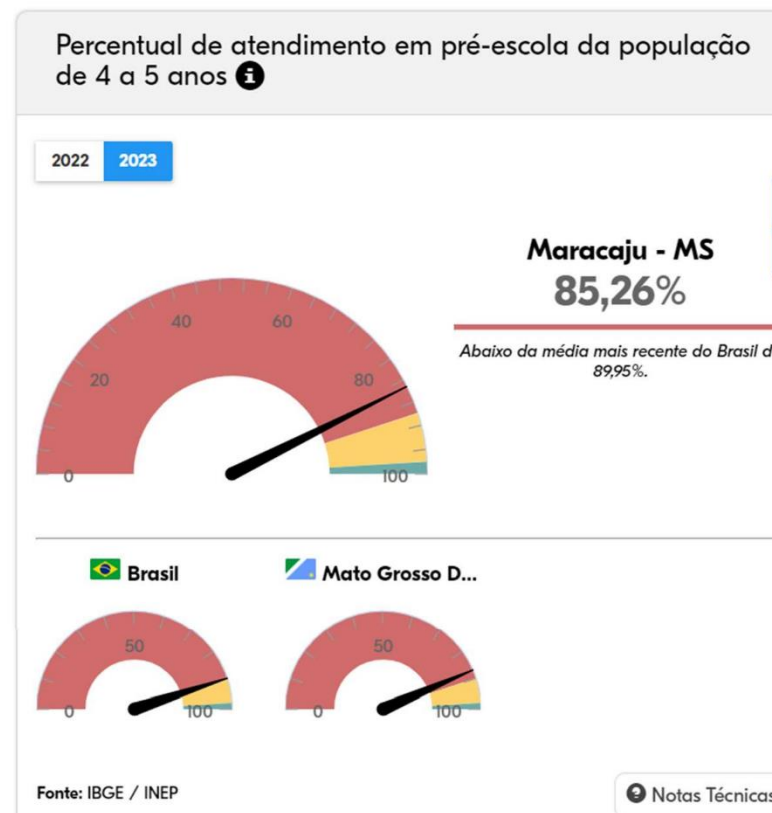 Percentual de atendimento em pré-escola da população
de 4 a 5 anos
2022 2023
Maracaju - MS
85,26%
Abaixo da média mais recente do Brasil d
89,95%.
0
20
40
60
80
100
Brasil
0
50
100
Mato Grosso D...
0
50
100
Fonte: IBGE / INEP
Notas Técnicas